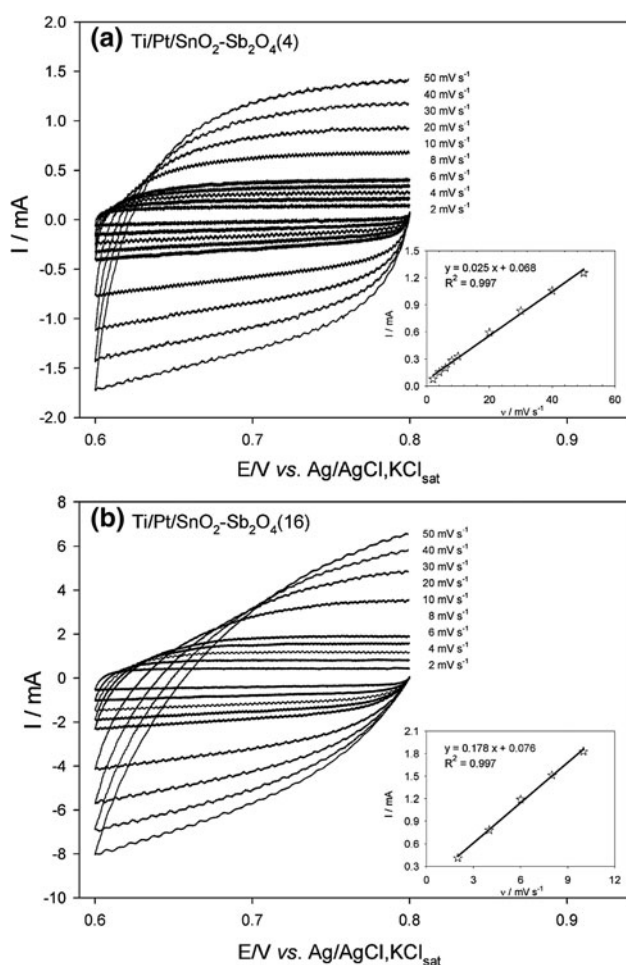 (a) Ti/Pt/SnO₂-Sb₂O₄(4)
2.0
1.5
1.0
0.5
0.0
-0.5
-1.0
-1.5
-2.0
I / mA
50 mV s⁻¹
40 mV s⁻¹
30 mV s⁻¹
20 mV s⁻¹
10 mV s⁻¹
8 mV s⁻¹
6 mV s⁻¹
4 mV s⁻¹
2 mV s⁻¹
y = 0.025 x + 0.068
R² = 0.997
1.5
1.2
0.9
0.6
0.3
0.0
I / mA
0 20 40 60
ν / mV s⁻¹
0.6 0.7 0.8 0.9
E/V vs. Ag/AgCl,KCl_sat
(b) Ti/Pt/SnO₂-Sb₂O₄(16)
8
6
4
2
0
-2
-4
-6
-8
-10
I / mA
50 mV s⁻¹
40 mV s⁻¹
30 mV s⁻¹
20 mV s⁻¹
10 mV s⁻¹
8 mV s⁻¹
6 mV s⁻¹
4 mV s⁻¹
2 mV s⁻¹
y = 0.178 x + 0.076
R² = 0.997
2.1
1.8
1.5
1.2
0.9
0.6
0.3
I / mA
0 3 6 9 12
ν / mV s⁻¹
0.6 0.7 0.8 0.9
E/V vs. Ag/AgCl,KCl_sat